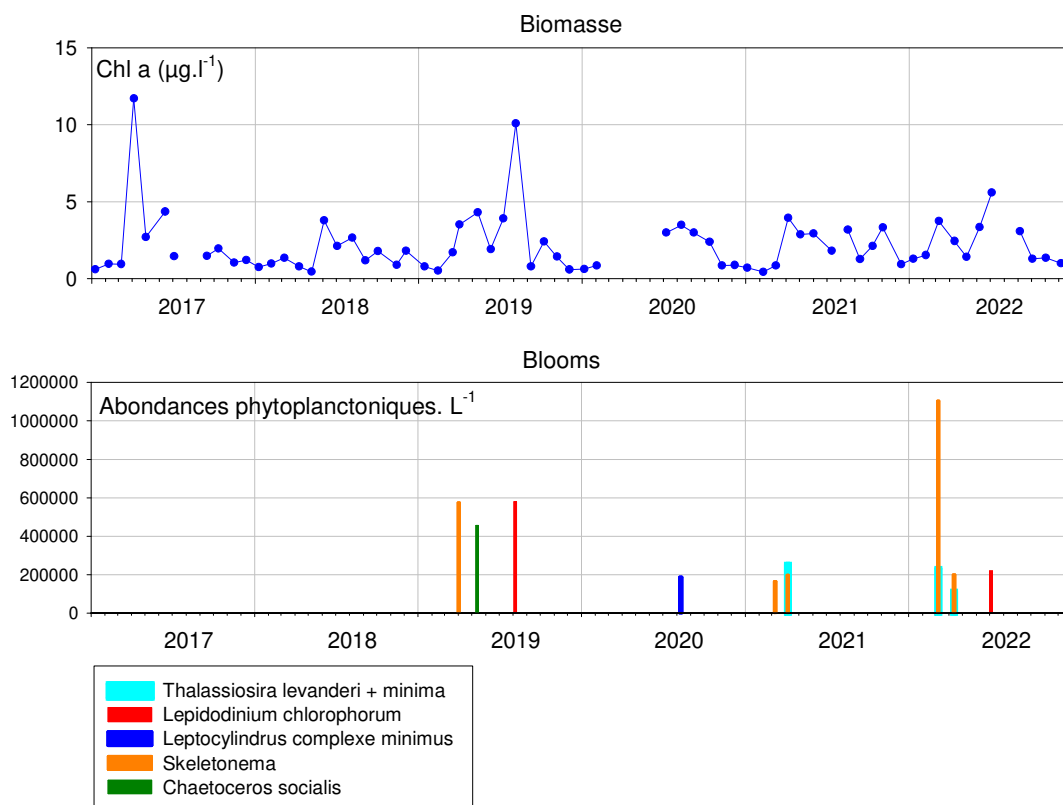 Biomasse
15
Chl a (µg.l⁻¹)
10
5
0
2017 2018 2019 2020 2021 2022
Blooms
1200000
Abondances phytoplanctoniques. L⁻¹
1000000
800000
600000
400000
200000
0
2017 2018 2019 2020 2021 2022
Thalassiosira levanderi + minima
Lepidodinium chlorophorum
Leptocylindrus complexe minimus
Skeletonema
Chaetoceros socialis